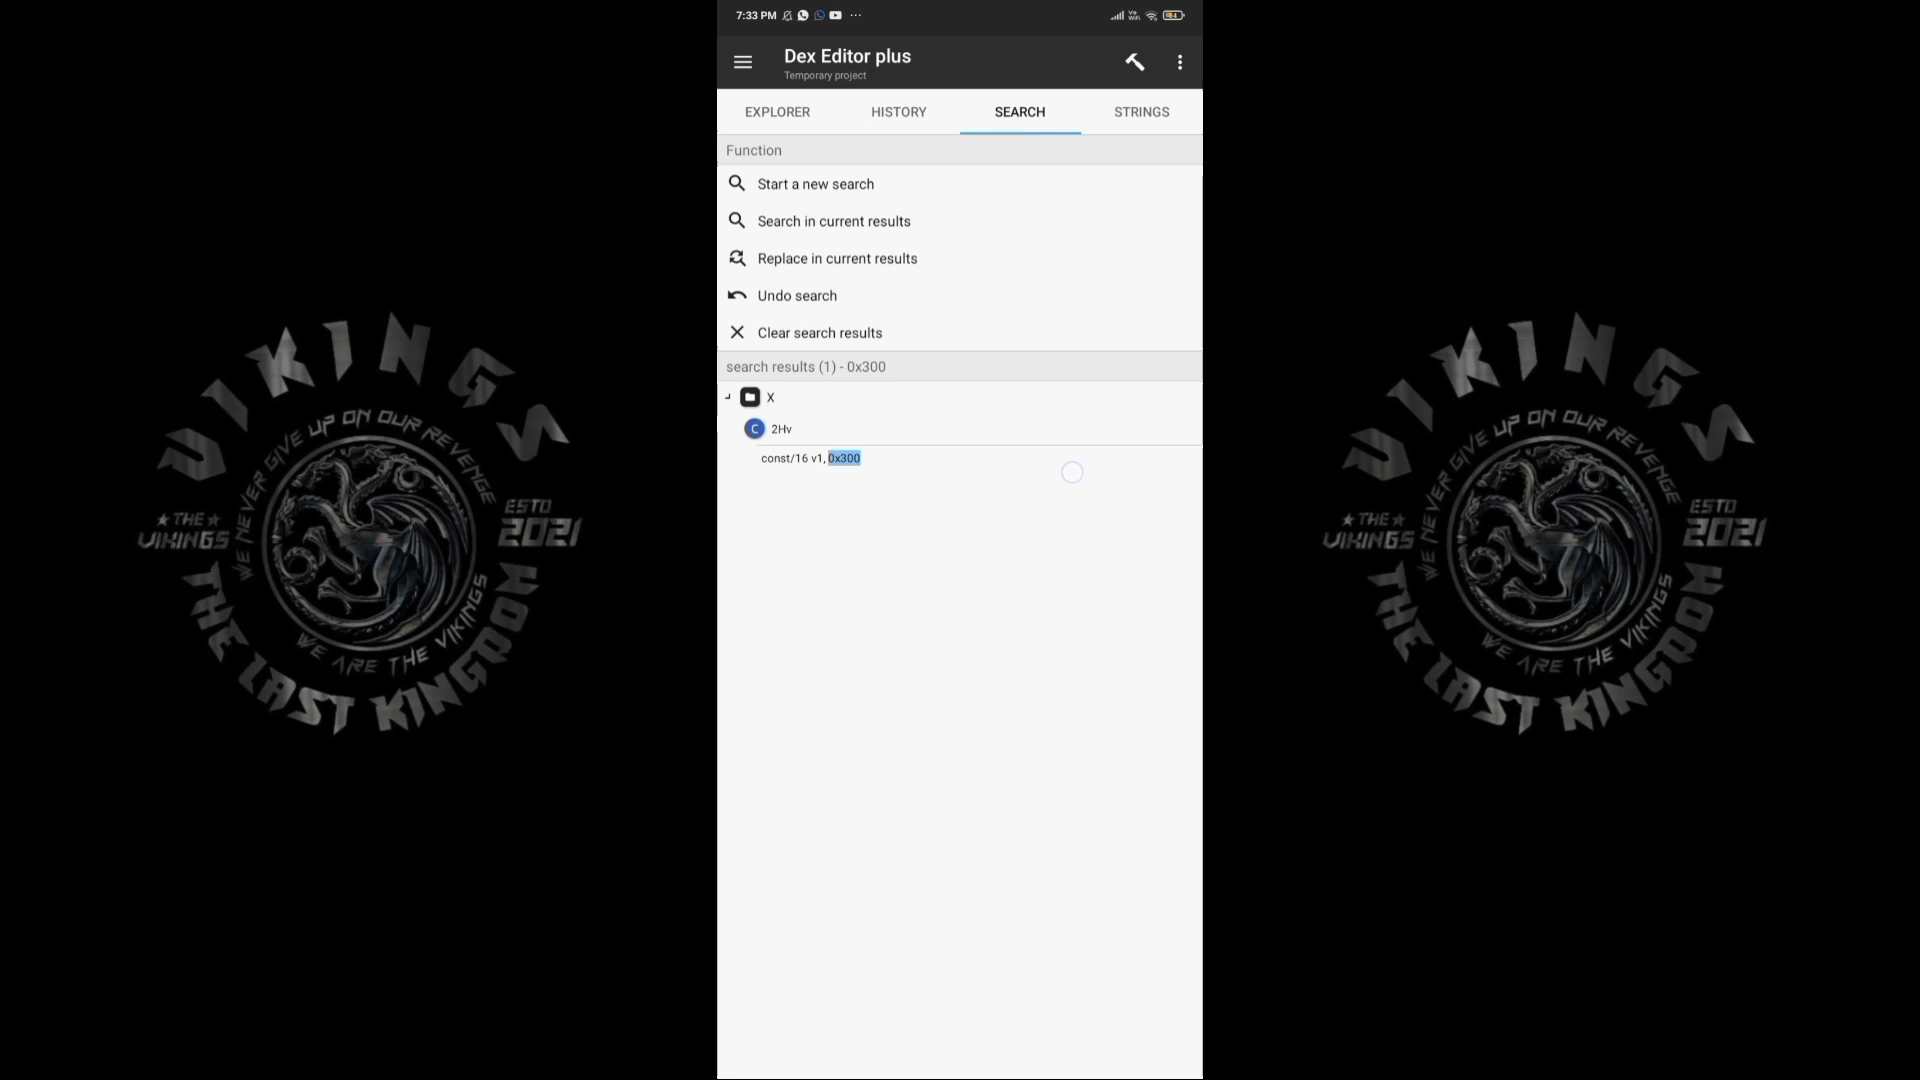 7:33 PM
Dex Editor plus
Temporary project
EXPLORER HISTORY SEARCH STRINGS
Function
Start a new search
Search in current results
Replace in current results
Undo search
Clear search results
search results (1) - 0x300
X
C 2Hv
const/16 v1, 0x300
VIKINGS
WE NEVER GIVE UP ON OUR REVENGE
THE VIKINGS
ESTD 2021
WE ARE THE VIKINGS
THE LAST KINGDOM
VIKINGS
WE NEVER GIVE UP ON OUR REVENGE
THE VIKINGS
ESTD 2021
WE ARE THE VIKINGS
THE LAST KINGDOM